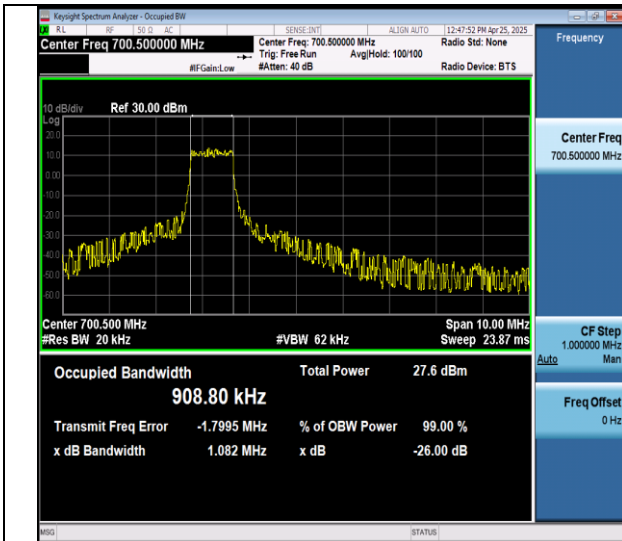 Keysight Spectrum Analyzer - Occupied BW
RL RF 50 Ω AC SENSE:INT ALIGN AUTO 12:47:52 PM Apr 25, 2025
Center Freq 700.500000 MHz
Center Freq: 700.500000 MHz Radio Std: None
Trig: Free Run Avg|Hold: 100/100
#IFGain:Low #Atten: 40 dB Radio Device: BTS
10 dB/div Ref 30.00 dBm
Log
20.0
10.0
0.00
-10.0
-20.0
-30.0
-40.0
-50.0
-60.0
Center 700.500 MHz Span 10.00 MHz
#Res BW 20 kHz #VBW 62 kHz Sweep 23.87 ms
Occupied Bandwidth Total Power 27.6 dBm
908.80 kHz
Transmit Freq Error -1.7995 MHz % of OBW Power 99.00 %
x dB Bandwidth 1.082 MHz x dB -26.00 dB
MSG STATUS
Frequency
Center Freq
700.500000 MHz
CF Step
1.000000 MHz
Auto Man
Freq Offset
0 Hz